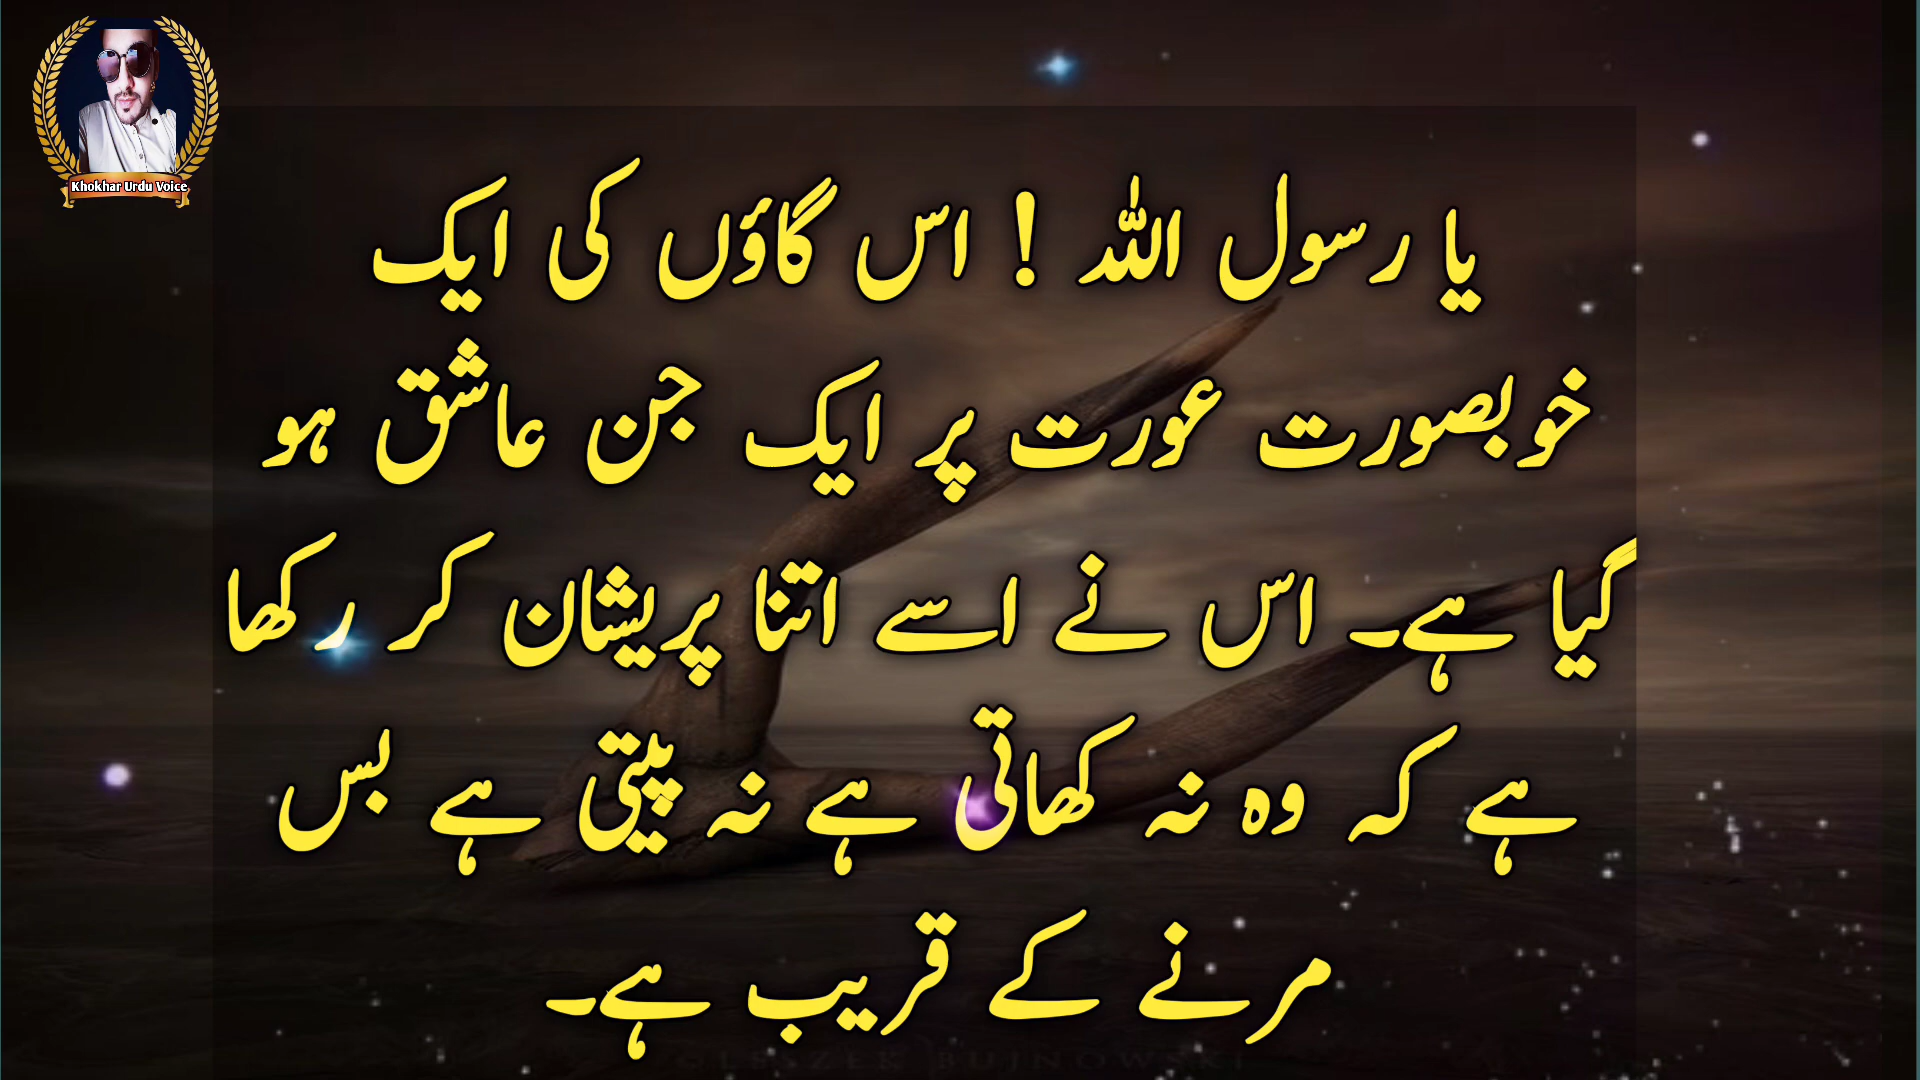 Khokhar Urdu Voice
یا رسول اللہ ! اس گاؤں کی ایک
خوبصورت عورت پر ایک جن عاشق ہو
گیا ہے۔ اس نے اسے اتنا پریشان کر رکھا
ہے کہ وہ نہ کھاتی ہے نہ پیتی ہے بس
مرنے کے قریب ہے۔
LESZEK BUJNOWSKI